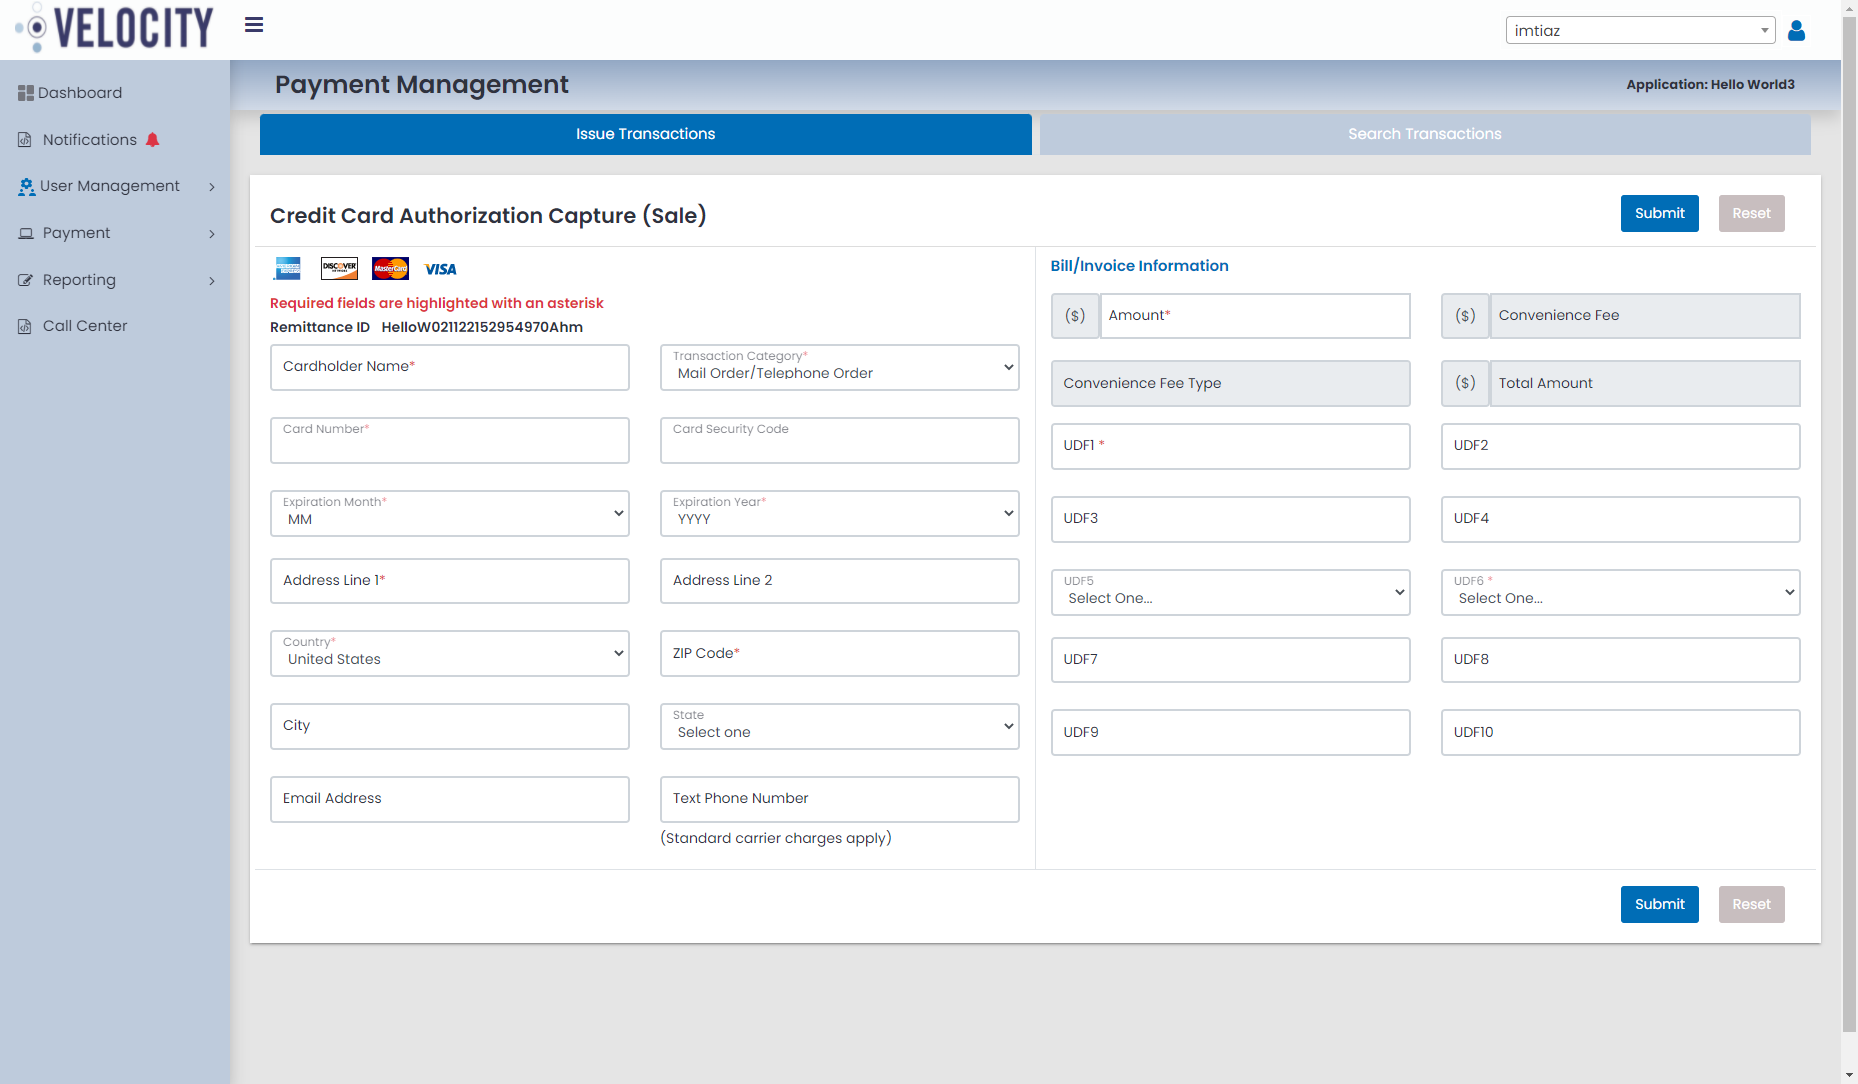 VELOCITY
imtiaz
Dashboard
Notifications
User Management
Payment
Reporting
Call Center
Payment Management
Application: Hello World3
Issue Transactions
Search Transactions
Credit Card Authorization Capture (Sale)
Submit
Reset
DISCOVER
MasterCard
VISA
Required fields are highlighted with an asterisk
Remittance ID HelloW021122152954970Ahm
Cardholder Name*
Transaction Category*
Mail Order/Telephone Order
Card Number*
Card Security Code
Expiration Month*
MM
Expiration Year*
YYYY
Address Line 1*
Address Line 2
Country*
United States
ZIP Code*
City
State
Select one
Email Address
Text Phone Number
(Standard carrier charges apply)
Bill/Invoice Information
($) Amount*
($) Convenience Fee
Convenience Fee Type
($) Total Amount
UDF1 *
UDF2
UDF3
UDF4
UDF5
Select One...
UDF6 *
Select One...
UDF7
UDF8
UDF9
UDF10
Submit
Reset